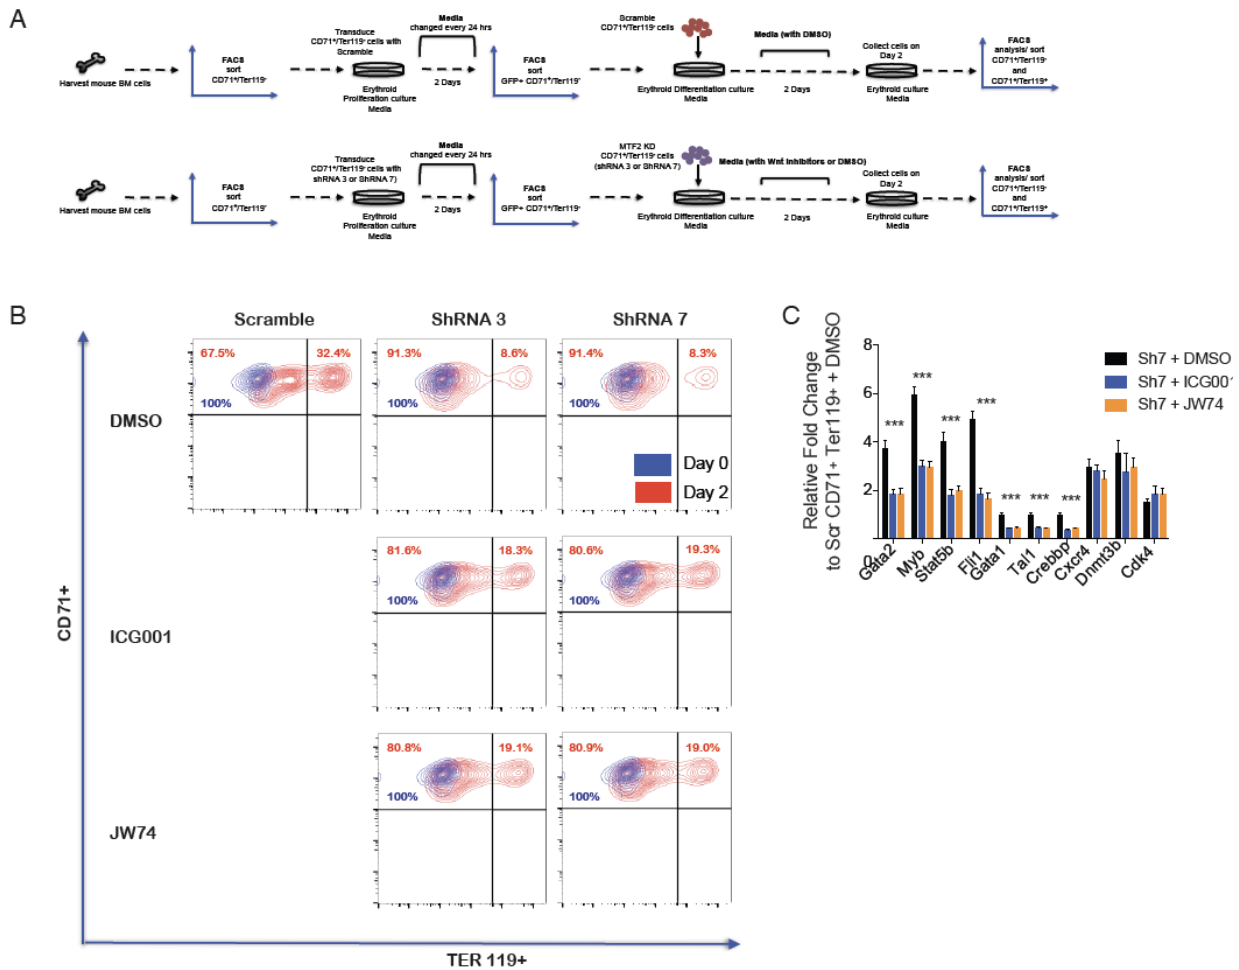 A
Harvest mouse BM cells
FACS
sort
CD71⁺/Ter119⁻
Transduce
CD71⁺/Ter119⁻ cells with
Scramble
Erythroid
Proliferation culture
Media
Media
changed every 24 hrs
2 Days
FACS
sort
GFP+ CD71⁺/Ter119⁻
Scramble
CD71⁺/Ter119⁻ cells
Erythroid Differentiation culture
Media
Media (with DMSO)
2 Days
Collect cells on
Day 2
Erythroid culture
Media
FACS
analysis/ sort
CD71⁺/Ter119⁻
and
CD71⁺/Ter119⁺
Harvest mouse BM cells
FACS
sort
CD71⁺/Ter119⁻
Transduce
CD71⁺/Ter119⁻ cells with
shRNA 3 or ShRNA 7)
Erythroid
Proliferation culture
Media
Media
changed every 24 hrs
2 Days
FACS
sort
GFP+ CD71⁺/Ter119⁻
MTF2 KD
CD71⁺/Ter119⁻ cells
(shRNA 3 or ShRNA 7)
Erythroid Differentiation culture
Media
Media (with Wnt Inhibitors or DMSO)
2 Days
Collect cells on
Day 2
Erythroid culture
Media
FACS
analysis/ sort
CD71⁺/Ter119⁻
and
CD71⁺/Ter119⁺
B
Scramble
ShRNA 3
ShRNA 7
DMSO
67.5% 32.4%
100%
91.3% 8.6%
100%
91.4% 8.3%
100%
Day 0
Day 2
ICG001
81.6% 18.3%
100%
80.6% 19.3%
100%
JW74
80.8% 19.1%
100%
80.9% 19.0%
100%
CD71+
TER 119+
C
Relative Fold Change
to Scr CD71+ Ter119+ + DMSO
8
6
4
2
0
***
***
***
***
***
***
***
Sh7 + DMSO
Sh7 + ICG001
Sh7 + JW74
Gata2
Myb
Stat5b
Fli1
Gata1
Tal1
Crebbp
Cxcr4
Dnmt3b
Cdk4